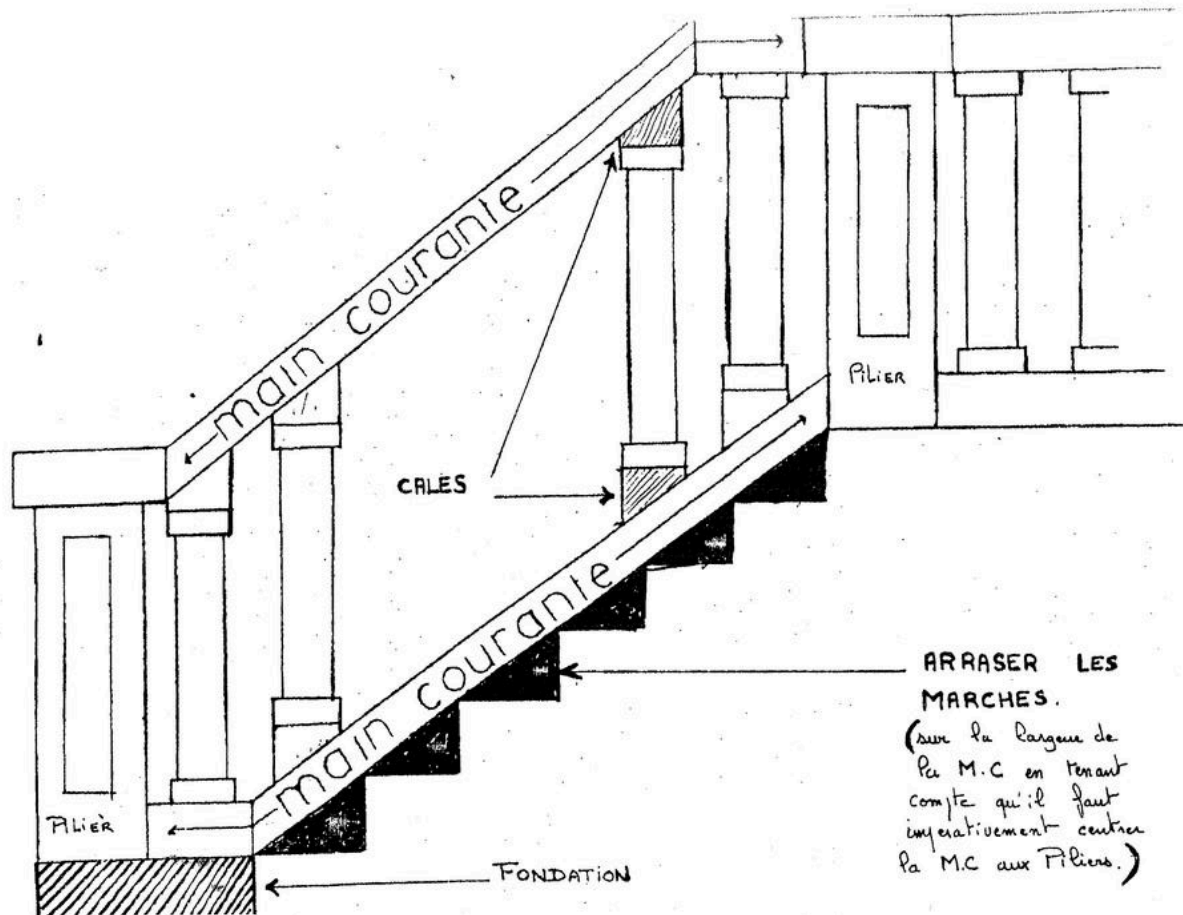 main courante
PILIER
CALES
main courante
ARRASER LES
MARCHES.
(sur la largeur de
la M.C en tenant
compte qu'il faut
imperativement centrer
la M.C aux Piliers.)
PILIER
FONDATION